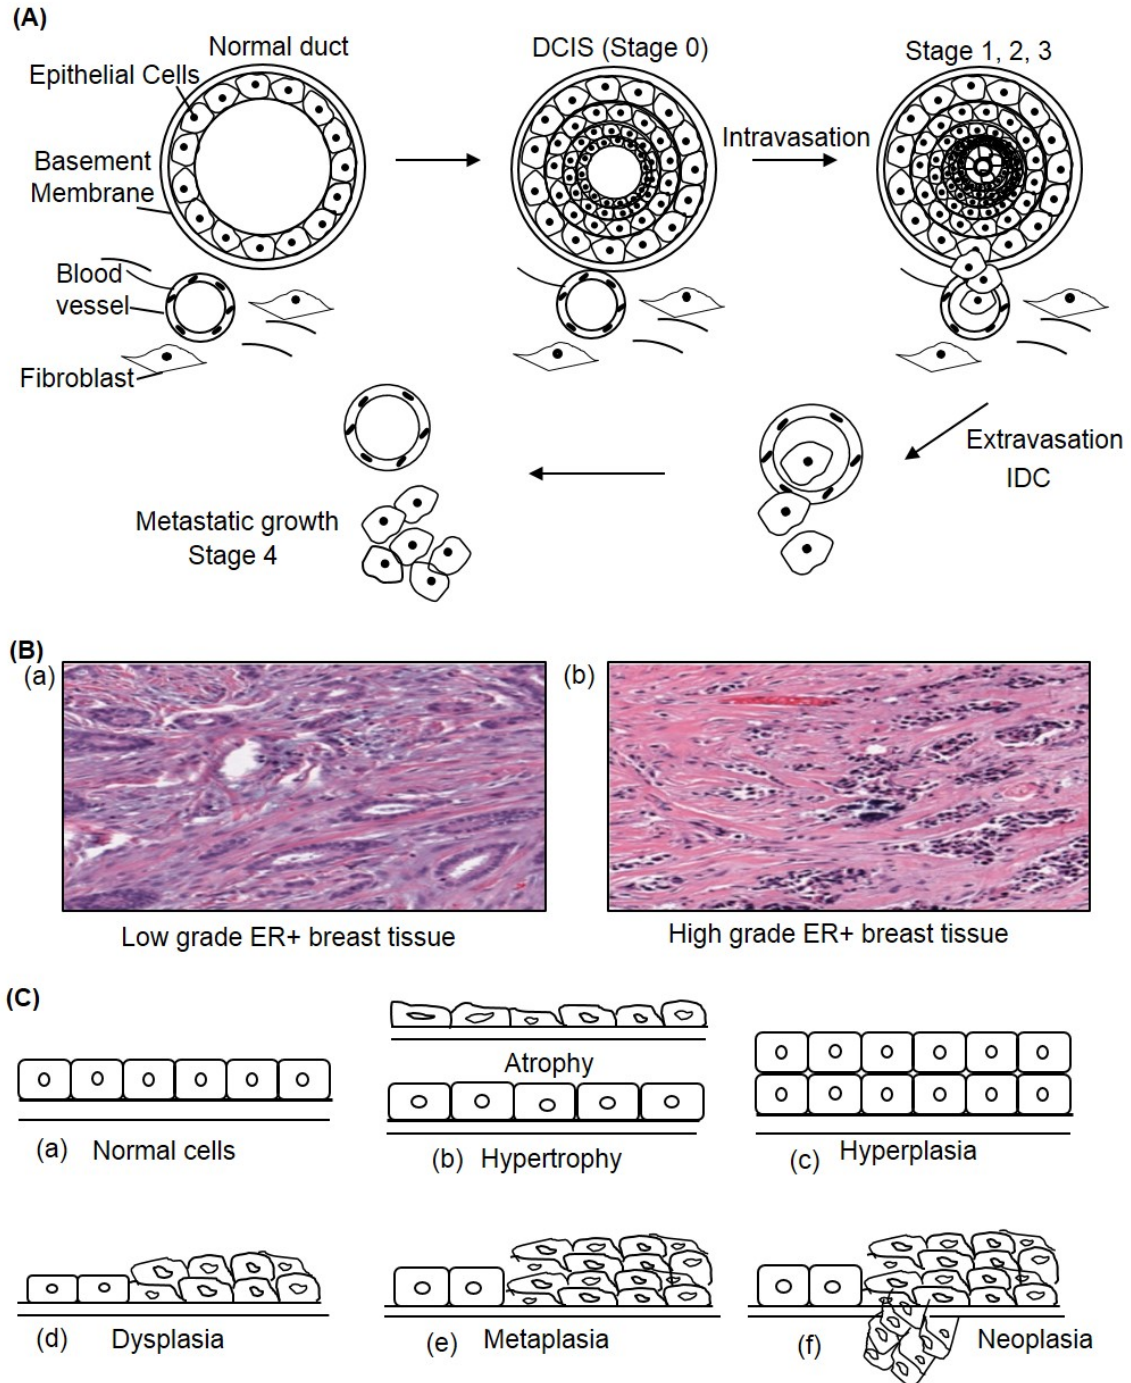 (A)
Normal duct
DCIS (Stage 0)
Stage 1, 2, 3
Epithelial Cells
Intravasation
Basement
Membrane
Blood
vessel
Fibroblast
Extravasation
IDC
Metastatic growth
Stage 4
(B)
(a)
(b)
Low grade ER+ breast tissue
High grade ER+ breast tissue
(C)
Atrophy
(a) Normal cells
(b) Hypertrophy
(c) Hyperplasia
(d) Dysplasia
(e) Metaplasia
(f) Neoplasia